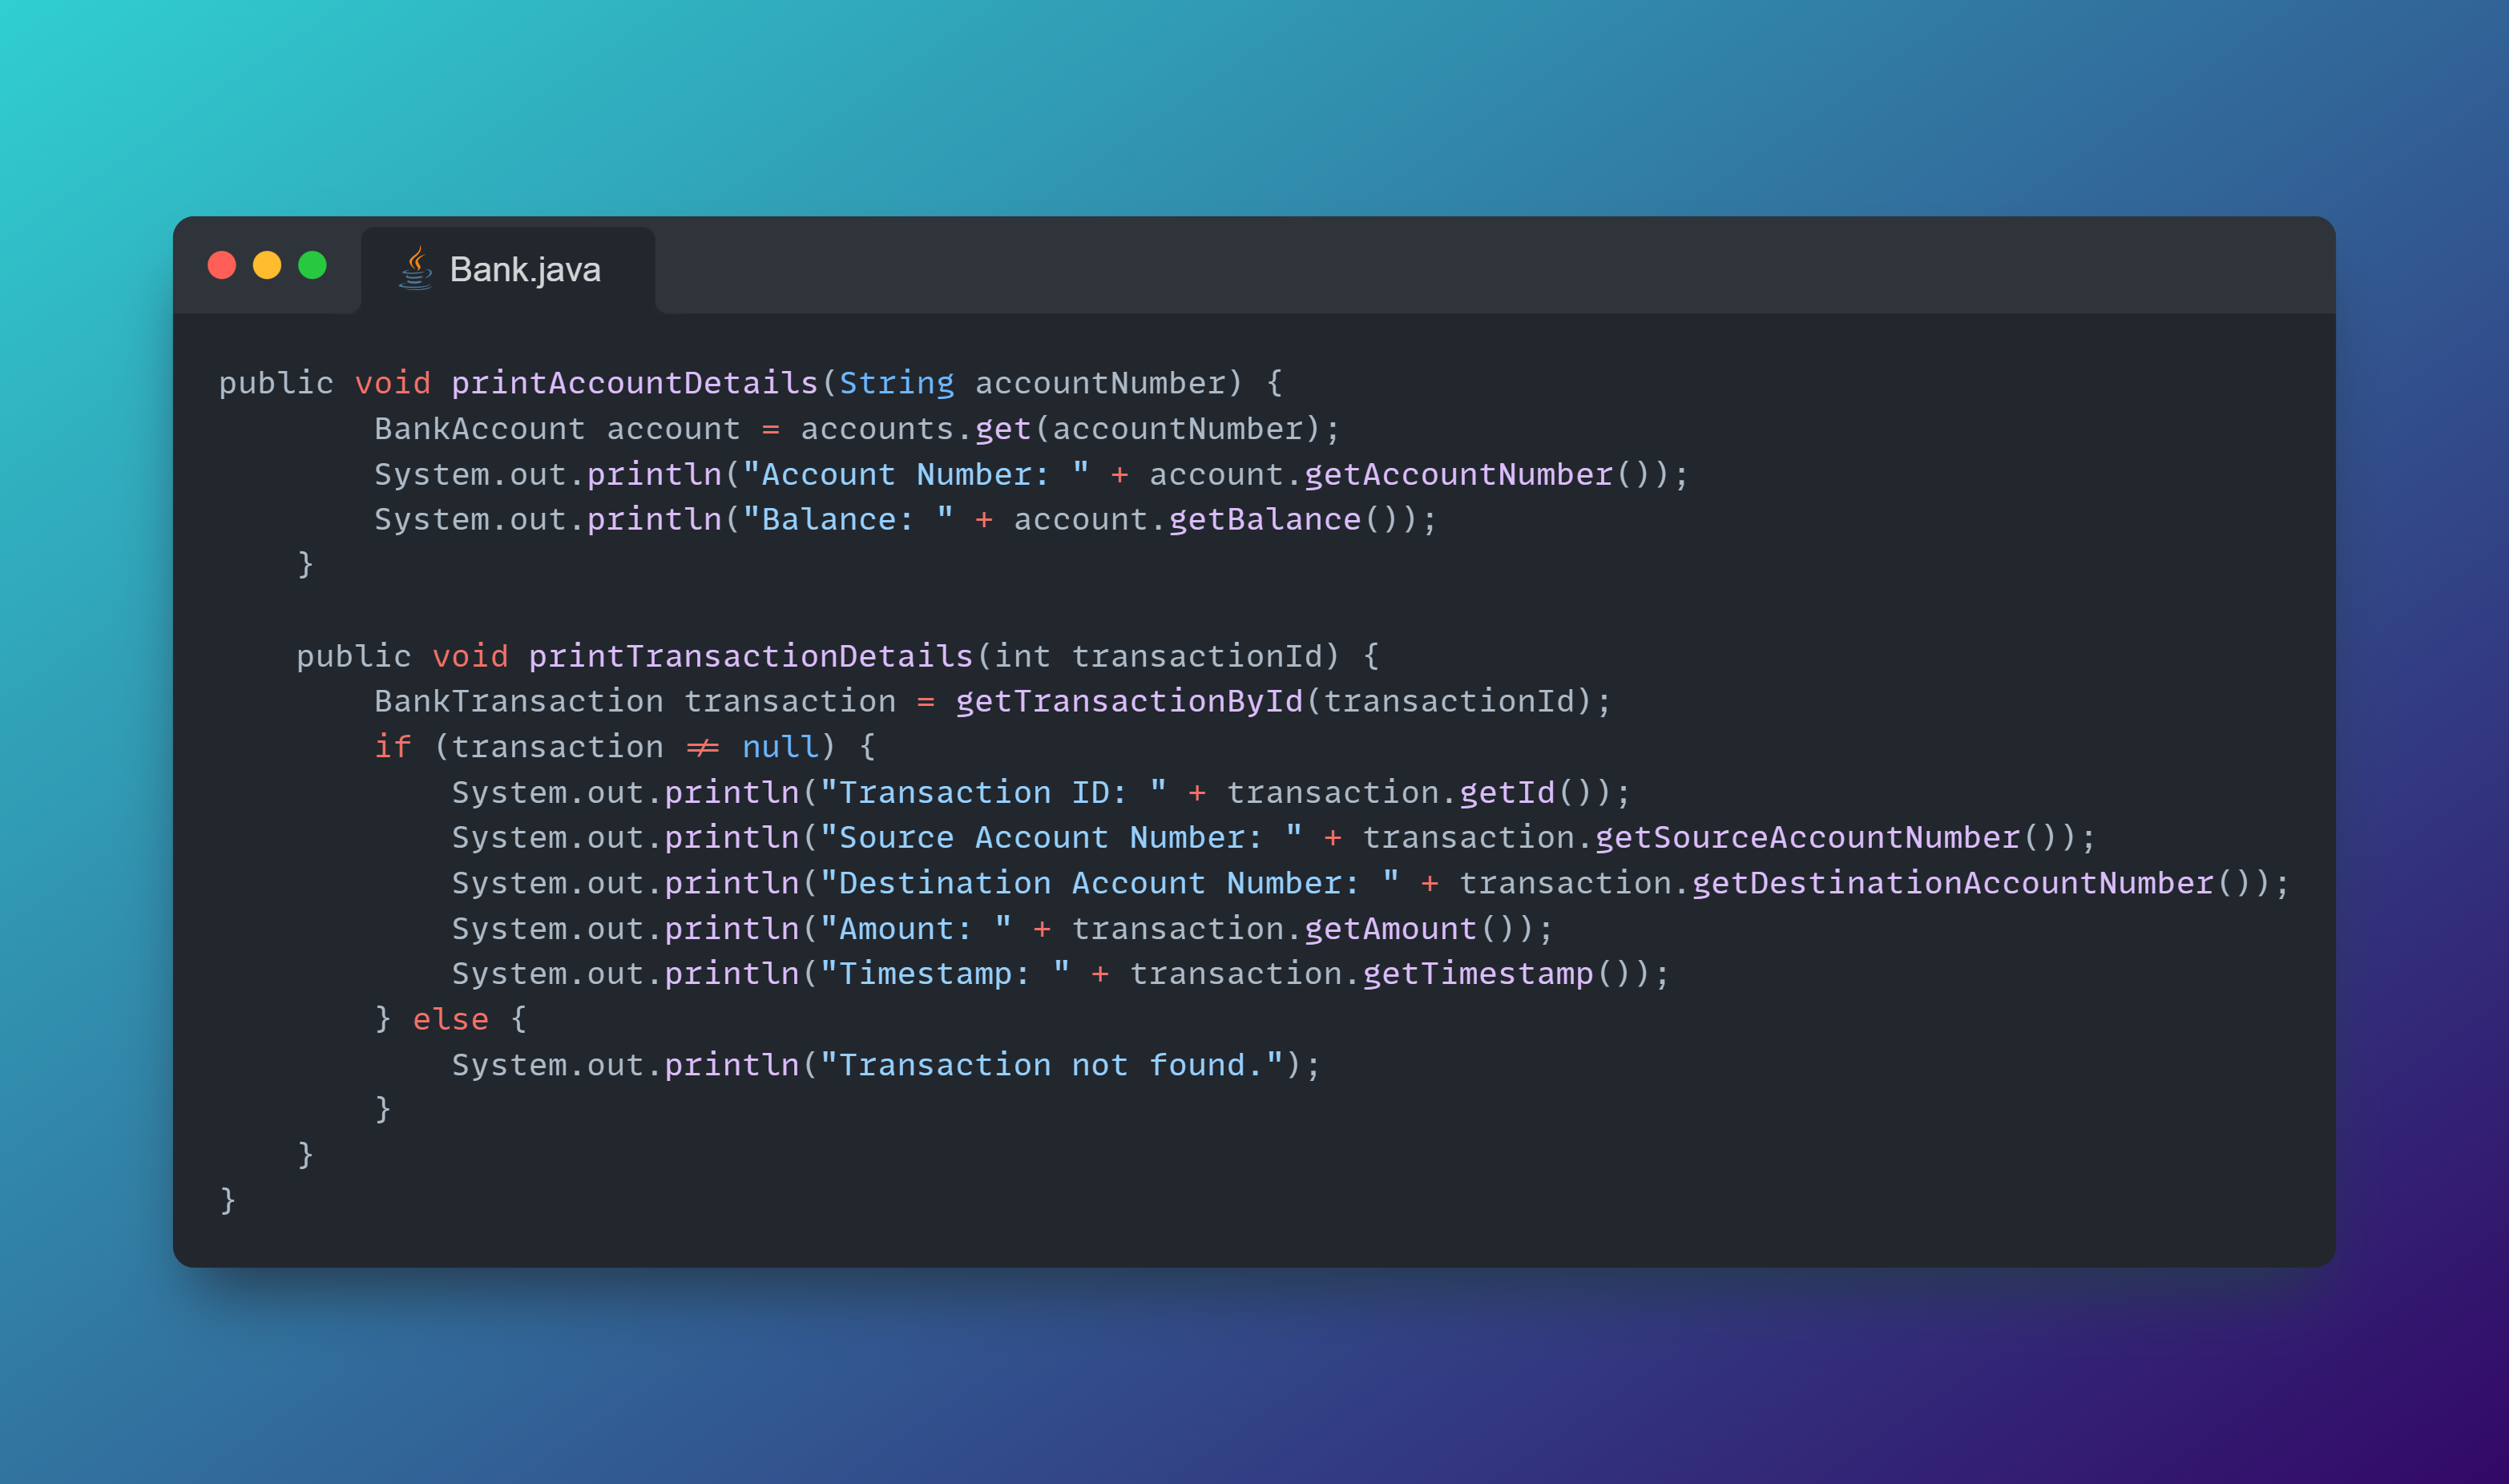 Bank.java
public void printAccountDetails(String accountNumber) {
        BankAccount account = accounts.get(accountNumber);
        System.out.println("Account Number: " + account.getAccountNumber());
        System.out.println("Balance: " + account.getBalance());
    }

    public void printTransactionDetails(int transactionId) {
        BankTransaction transaction = getTransactionById(transactionId);
        if (transaction != null) {
            System.out.println("Transaction ID: " + transaction.getId());
            System.out.println("Source Account Number: " + transaction.getSourceAccountNumber());
            System.out.println("Destination Account Number: " + transaction.getDestinationAccountNumber());
            System.out.println("Amount: " + transaction.getAmount());
            System.out.println("Timestamp: " + transaction.getTimestamp());
        } else {
            System.out.println("Transaction not found.");
        }
    }
}